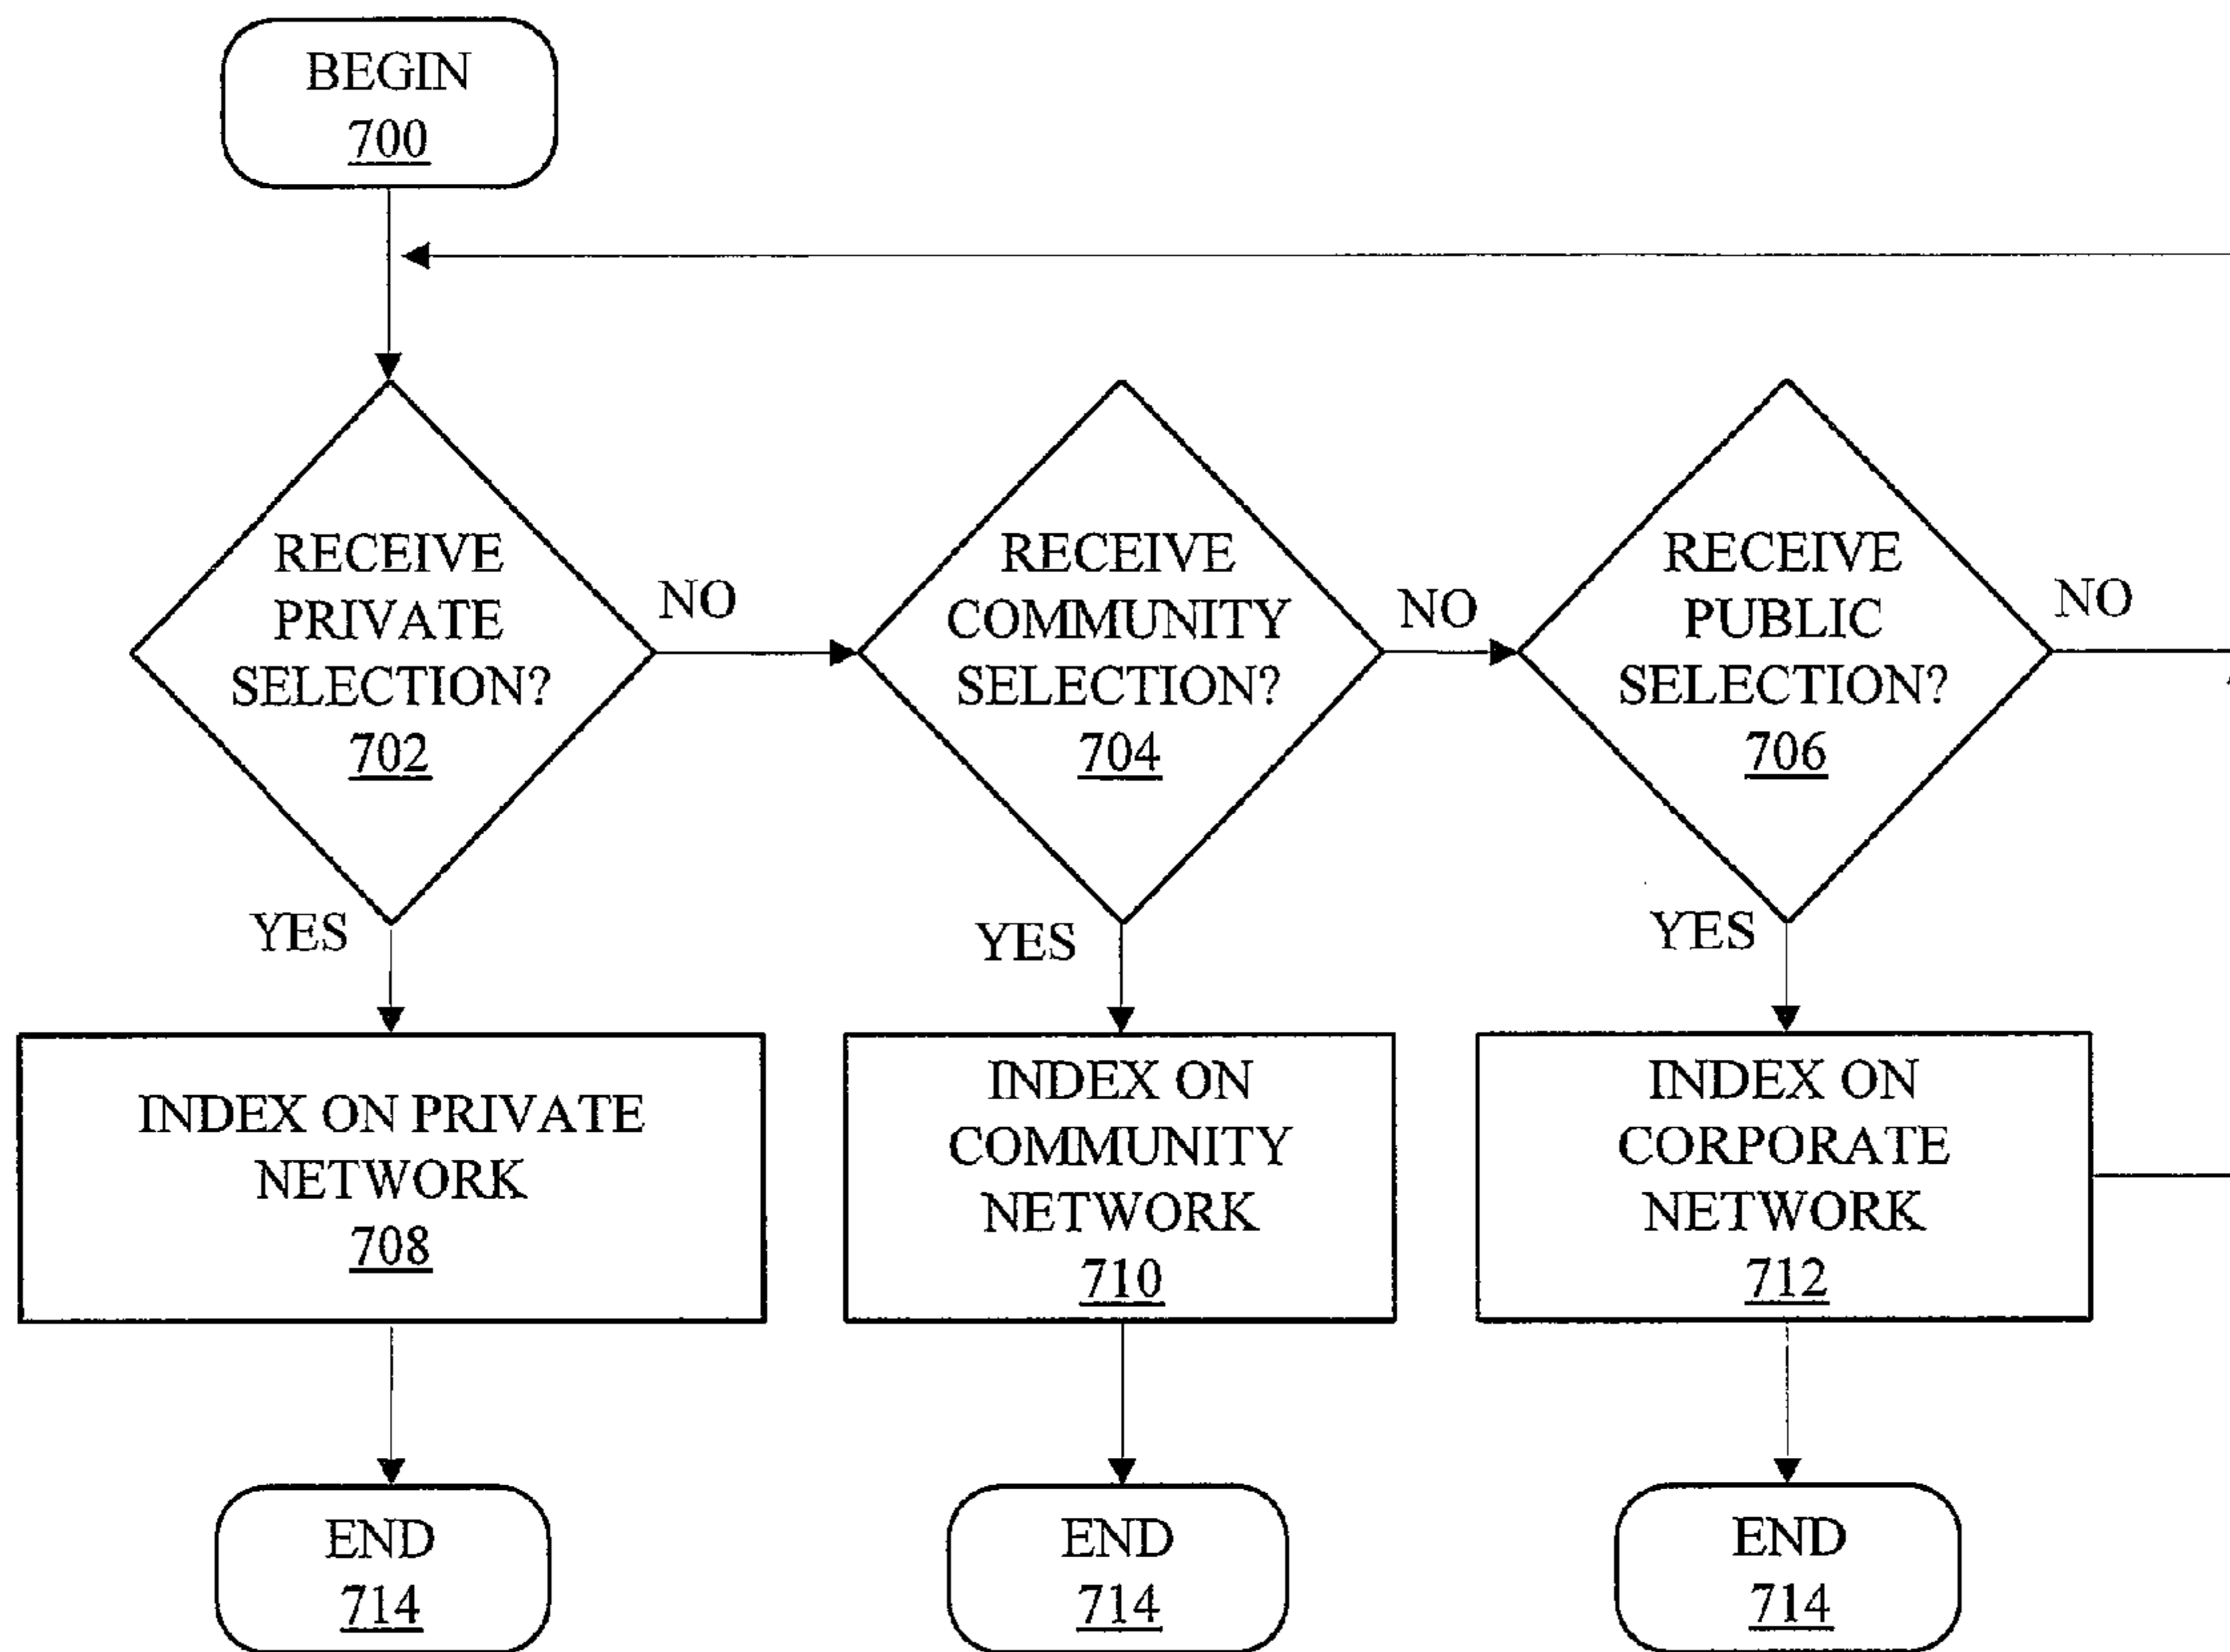 BEGIN
700
RECEIVE
PRIVATE
SELECTION?
702
NO
RECEIVE
COMMUNITY
SELECTION?
704
NO
RECEIVE
PUBLIC
SELECTION?
706
NO
YES
YES
YES
INDEX ON PRIVATE
NETWORK
708
INDEX ON
COMMUNITY
NETWORK
710
INDEX ON
CORPORATE
NETWORK
712
END
714
END
714
END
714